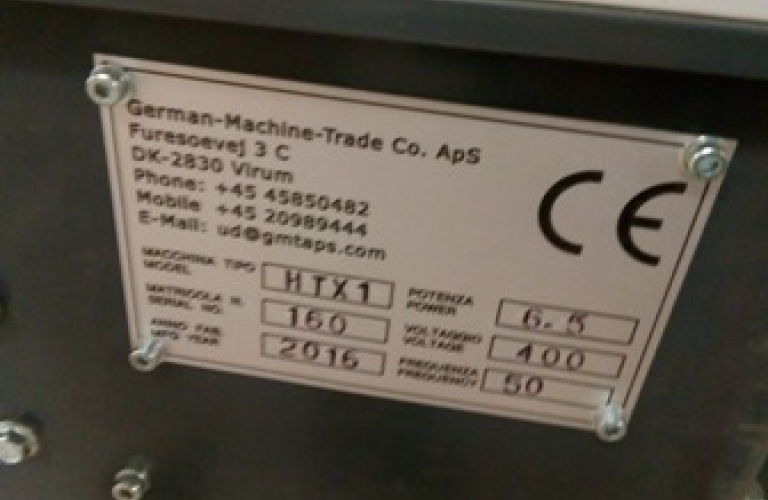 German-Machine-Trade Co. ApS
Furesoevej 3 C
DK-2830 Virum
Phone: +45 45850482
Mobile +45 20989444
E-Mail: ud@gmtaps.com
CE
MACCHINA TIPO
MODEL
HTX1
MATRICOLA N.
SERIAL NO.
160
ANNO FAB.
MFG YEAR
2016
POTENZA
POWER
6.5
VOLTAGGIO
VOLTAGE
400
FREQUENZA
FREQUENCY
50